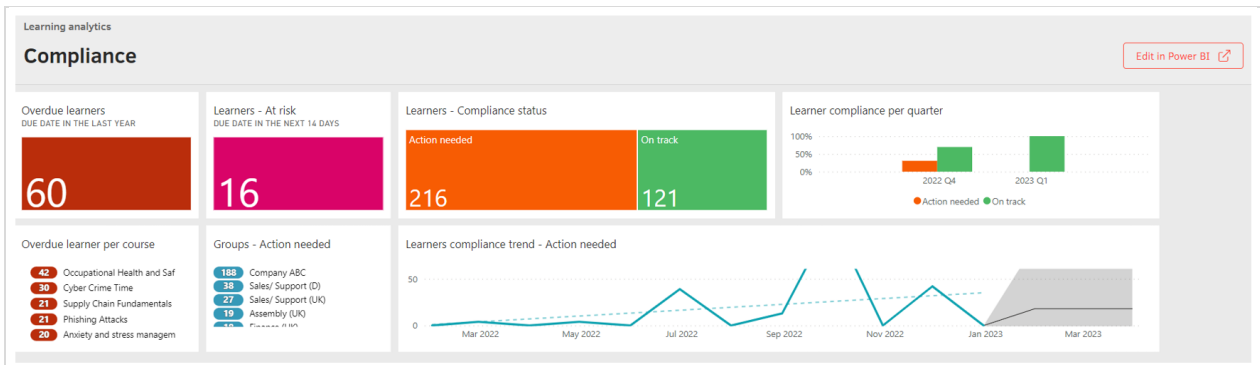 Learning analytics
Compliance
Edit in Power BI
Overdue learners
DUE DATE IN THE LAST YEAR
60
Learners - At risk
DUE DATE IN THE NEXT 14 DAYS
16
Learners - Compliance status
Action needed
216
On track
121
Learner compliance per quarter
100%
50%
0%
2022 Q4
2023 Q1
Action needed
On track
Overdue learner per course
42 Occupational Health and Saf
30 Cyber Crime Time
21 Supply Chain Fundamentals
21 Phishing Attacks
20 Anxiety and stress managem
Groups - Action needed
188 Company ABC
38 Sales/ Support (D)
27 Sales/ Support (UK)
19 Assembly (UK)
Learners compliance trend - Action needed
50
0
Mar 2022
May 2022
Jul 2022
Sep 2022
Nov 2022
Jan 2023
Mar 2023